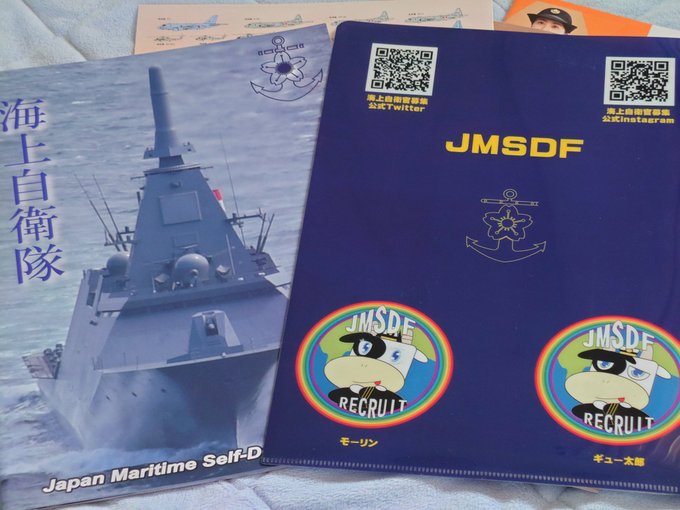 海上自衛隊
Japan Maritime Self-D
海上自衛官募集
公式Twitter
海上自衛官募集
公式Instagram
JMSDF
JMSDF
RECRUIT
モーリン
JMSDF
RECRUIT
ギュー太郎